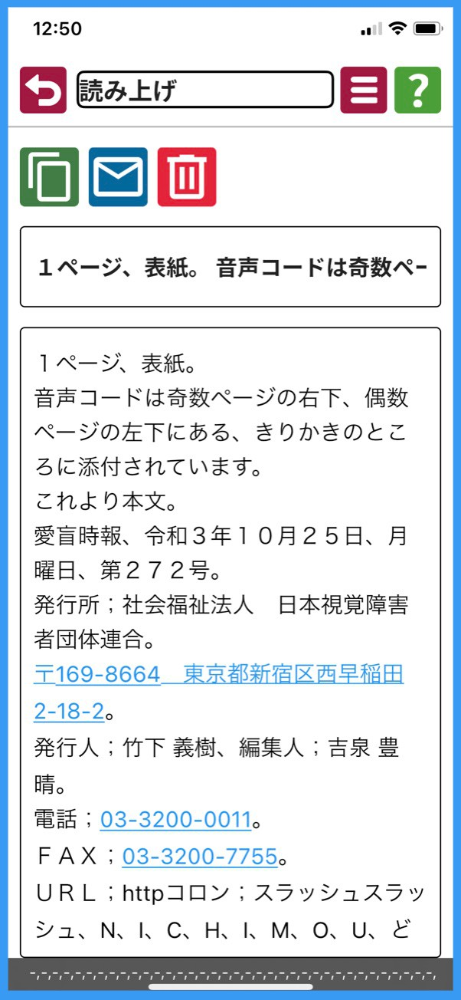 12:50
読み上げ
?
１ページ、表紙。 音声コードは奇数ペー
１ページ、表紙。
音声コードは奇数ページの右下、偶数
ページの左下にある、きりかきのとこ
ろに添付されています。
これより本文。
愛盲時報、令和３年１０月２５日、月
曜日、第２７２号。
発行所；社会福祉法人　日本視覚障害
者団体連合。
〒169-8664　東京都新宿区西早稲田
2-18-2。
発行人；竹下 義樹、編集人；吉泉 豊
晴。
電話；03-3200-0011。
ＦＡＸ；03-3200-7755。
ＵＲＬ；httpコロン；スラッシュスラッ
シュ、N、I、C、H、I、M、O、U、ど